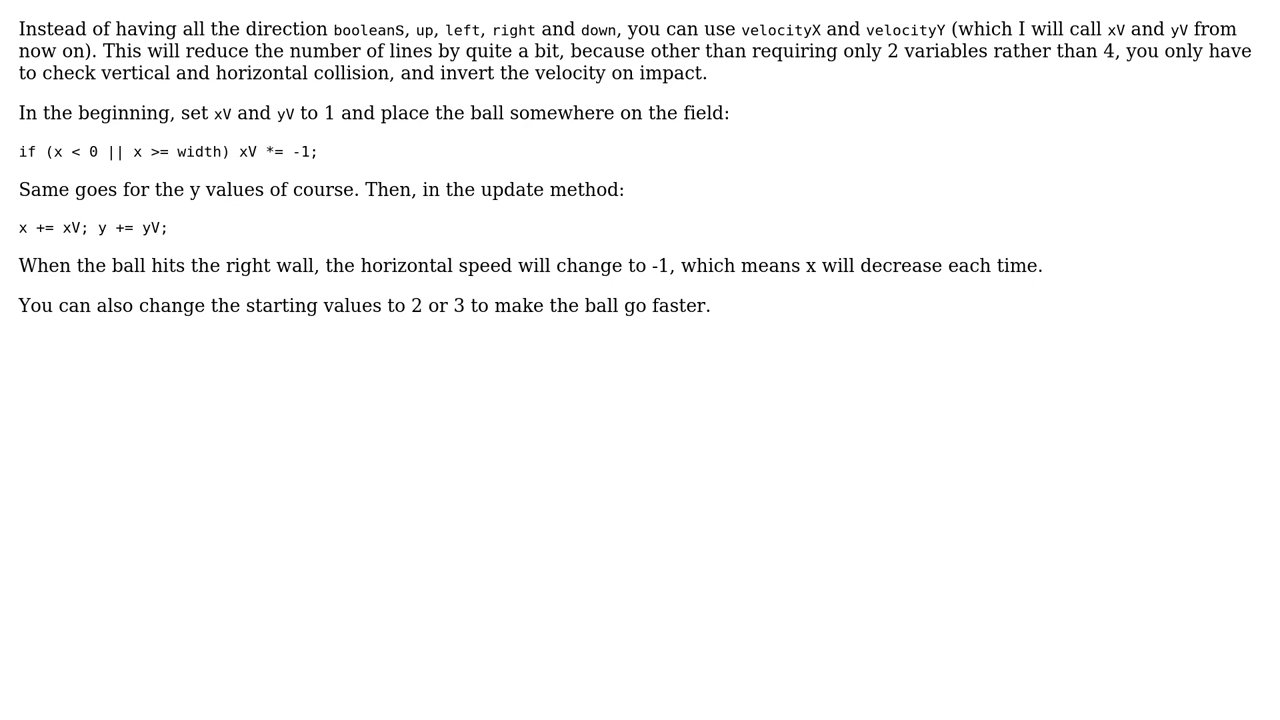 Instead of having all the direction booleans, up, left, right and down, you can use velocityX and velocityY (which I will call xV and yV from
now on). This will reduce the number of lines by quite a bit, because other than requiring only 2 variables rather than 4, you only have
to check vertical and horizontal collision, and invert the velocity on impact.
In the beginning, set xV and yV to 1 and place the ball somewhere on the field:
if (x < 0 || x >= width) xV *= -1;
Same goes for the y values of course. Then, in the update method:
x += xV; y += yV;
When the ball hits the right wall, the horizontal speed will change to -1, which means x will decrease each time.
You can also change the starting values to 2 or 3 to make the ball go faster.